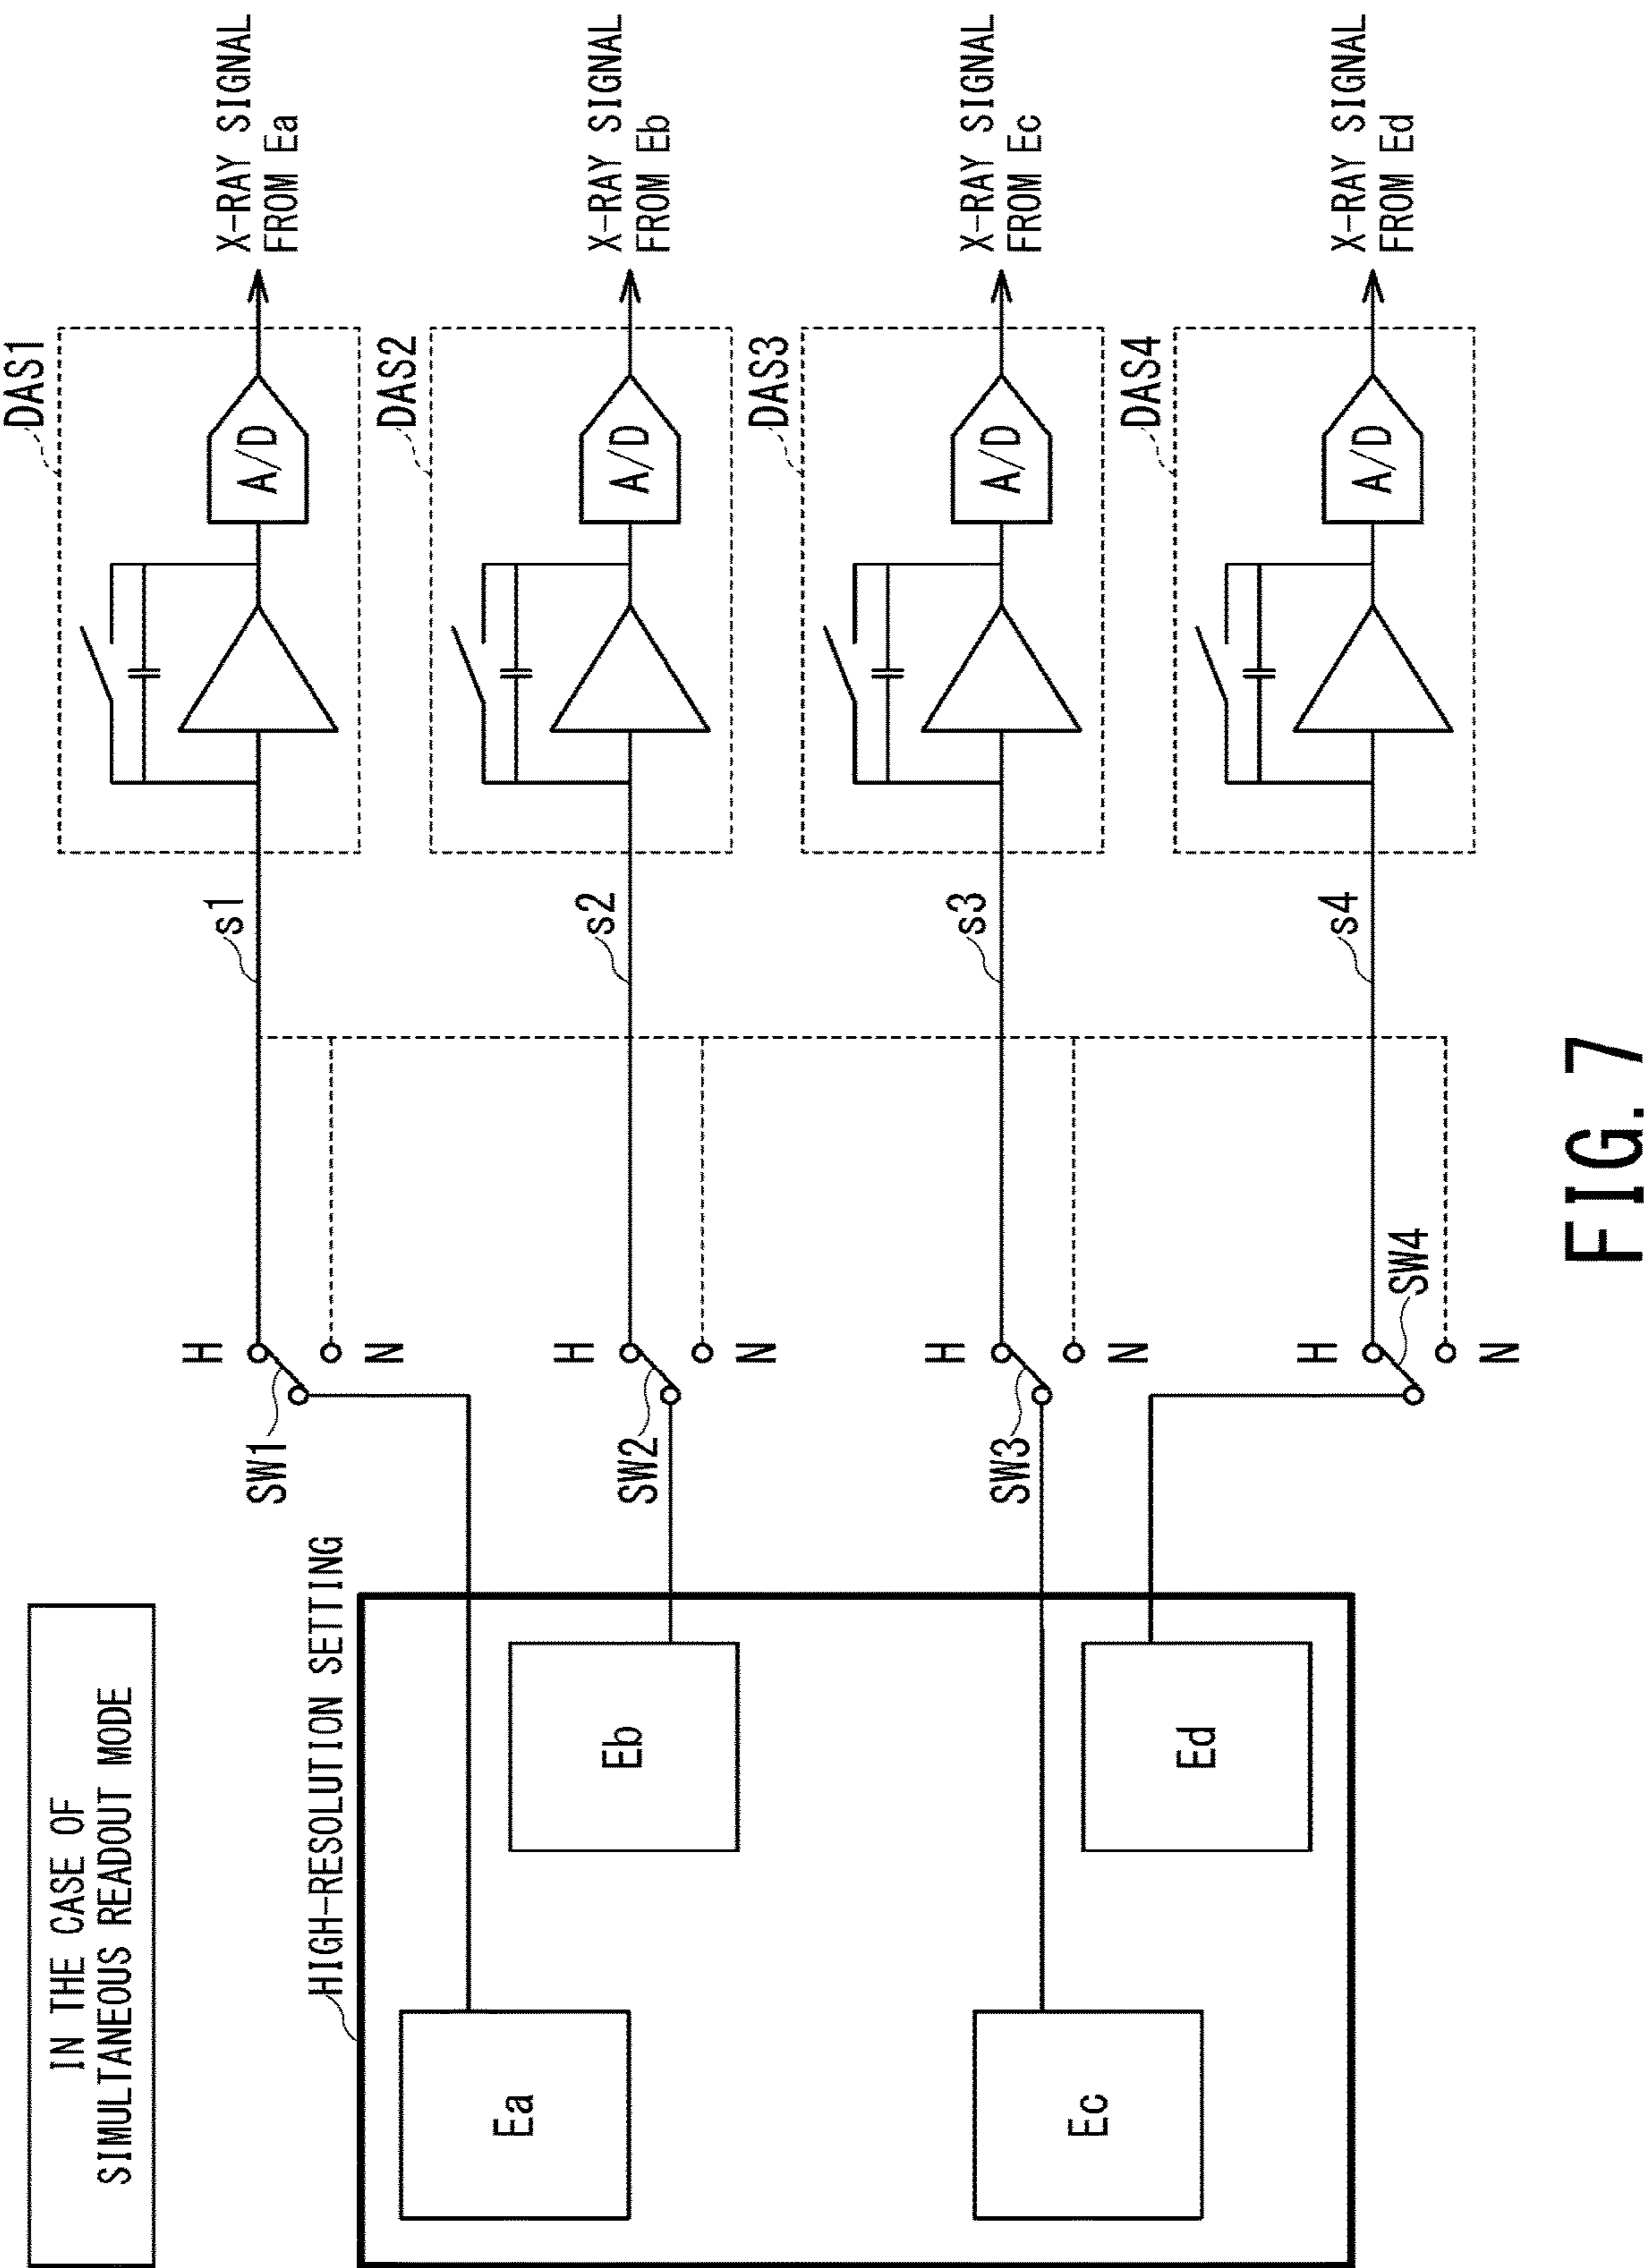 IN THE CASE OF
SIMULTANEOUS READOUT MODE
HIGH-RESOLUTION SETTING
Ea
Eb
Ec
Ed
SW1
H
N
s1
DAS1
A/D
X-RAY SIGNAL
FROM Ea
SW2
H
N
s2
DAS2
A/D
X-RAY SIGNAL
FROM Eb
SW3
H
N
s3
DAS3
A/D
X-RAY SIGNAL
FROM Ec
SW4
H
N
s4
DAS4
A/D
X-RAY SIGNAL
FROM Ed
FIG. 7